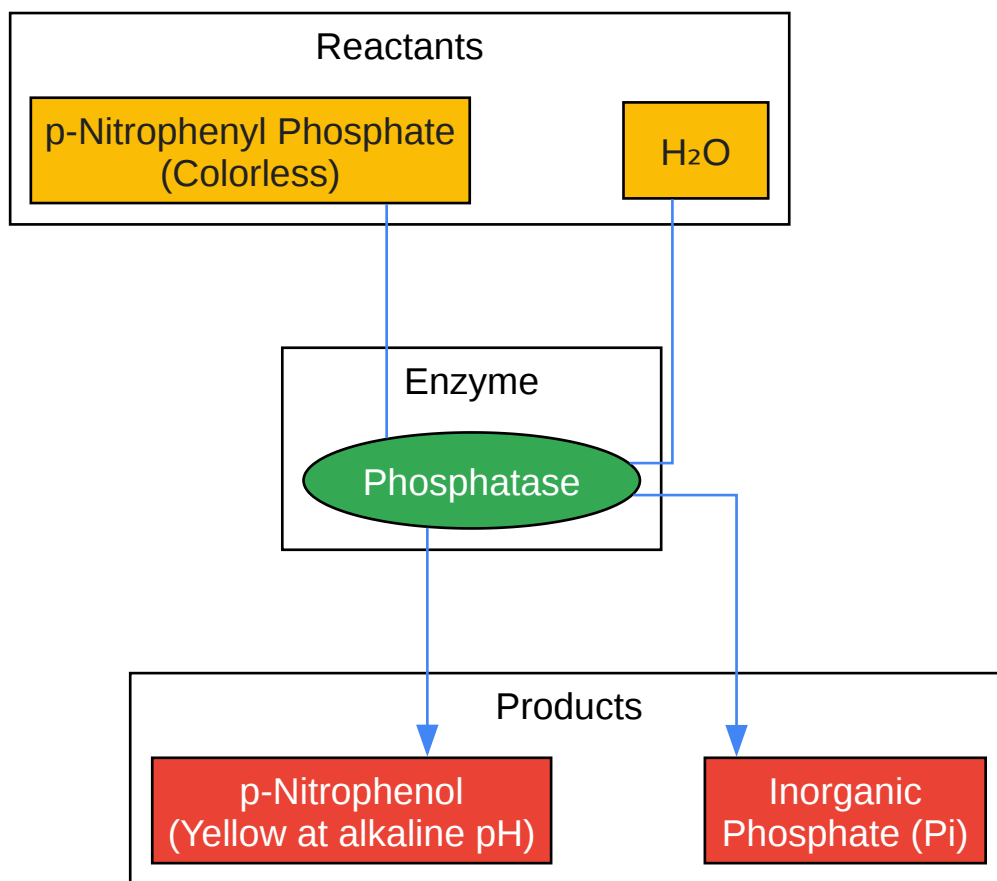 Reactants
p-Nitrophenyl Phosphate
(Colorless)
H₂O
Enzyme
Phosphatase
Products
p-Nitrophenol
(Yellow at alkaline pH)
Inorganic
Phosphate (Pi)